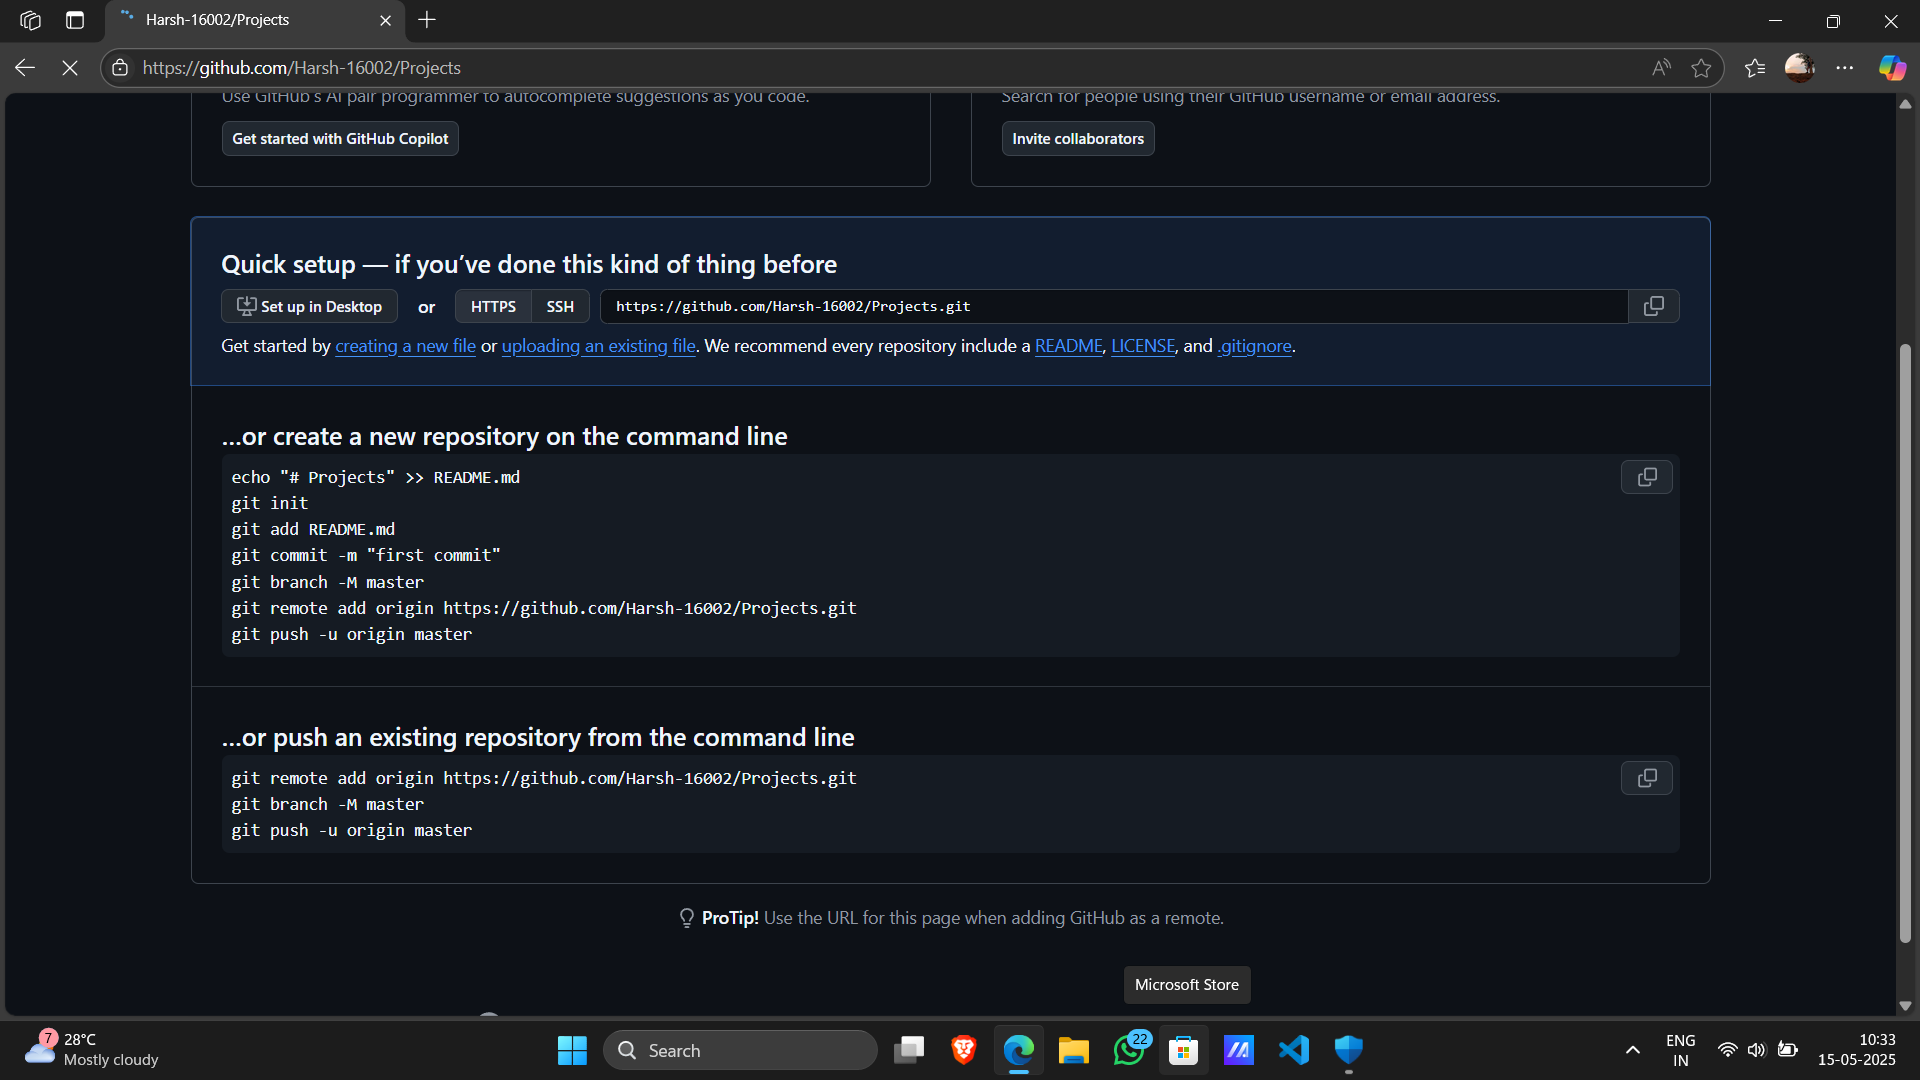 Harsh-16002/Projects
https://github.com/Harsh-16002/Projects
Use GitHub's AI pair programmer to autocomplete suggestions as you code.
Search for people using their GitHub username or email address.
Get started with GitHub Copilot
Invite collaborators
Quick setup — if you’ve done this kind of thing before
Set up in Desktop or HTTPS SSH https://github.com/Harsh-16002/Projects.git
Get started by creating a new file or uploading an existing file. We recommend every repository include a README, LICENSE, and .gitignore.
…or create a new repository on the command line
echo "# Projects" >> README.md
git init
git add README.md
git commit -m "first commit"
git branch -M master
git remote add origin https://github.com/Harsh-16002/Projects.git
git push -u origin master
…or push an existing repository from the command line
git remote add origin https://github.com/Harsh-16002/Projects.git
git branch -M master
git push -u origin master
ProTip! Use the URL for this page when adding GitHub as a remote.
Microsoft Store
7
28°C
Mostly cloudy
Search
22
ENG
IN
10:33
15-05-2025